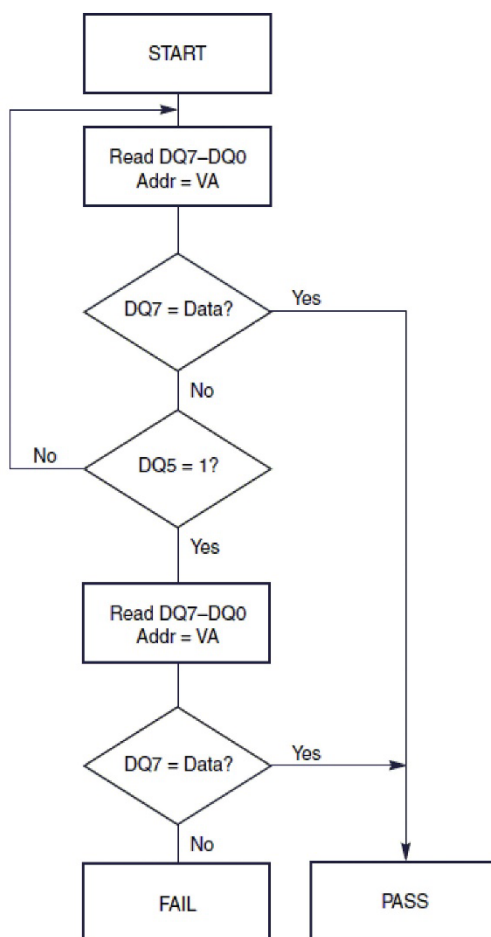 START
Read DQ7–DQ0
Addr = VA
DQ7 = Data?
Yes
No
No
DQ5 = 1?
Yes
Read DQ7–DQ0
Addr = VA
DQ7 = Data?
Yes
No
FAIL
PASS